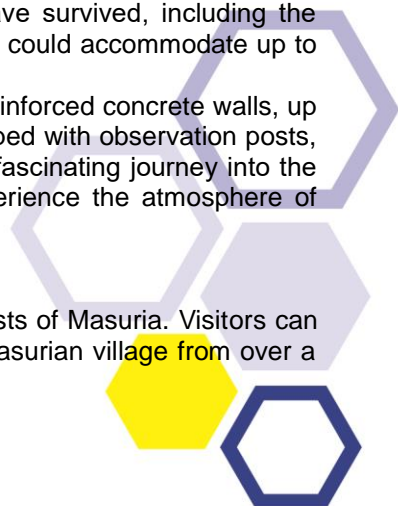 ave survived, including the
could accommodate up to
inforced concrete walls, up
ped with observation posts,
fascinating journey into the
erience the atmosphere of
sts of Masuria. Visitors can
asurian village from over a